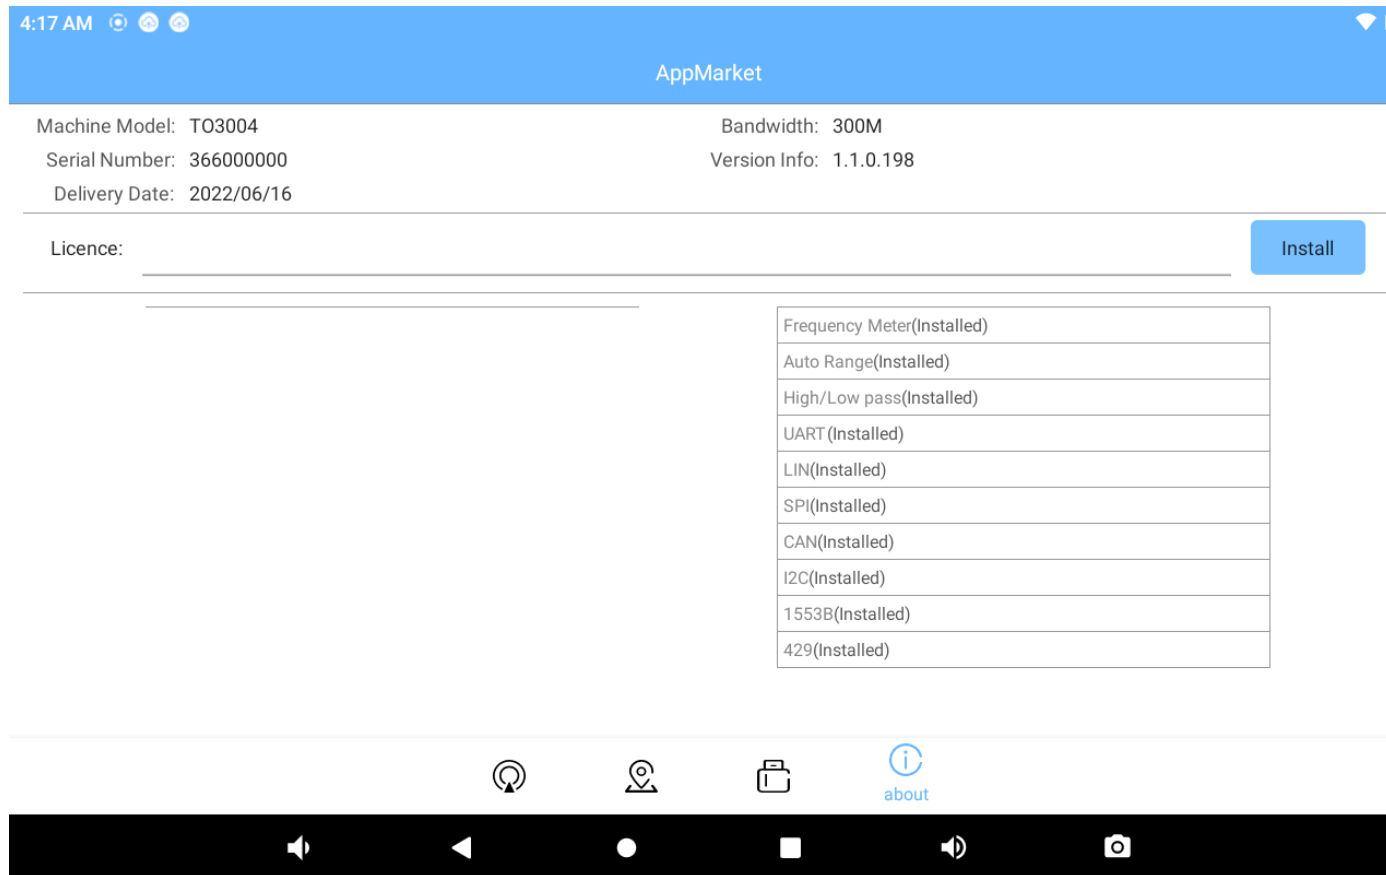 4:17 AM
AppMarket
Machine Model: TO3004
Bandwidth: 300M
Serial Number: 366000000
Version Info: 1.1.0.198
Delivery Date: 2022/06/16
Licence:
Install
Frequency Meter(Installed)
Auto Range(Installed)
High/Low pass(Installed)
UART(Installed)
LIN(Installed)
SPI(Installed)
CAN(Installed)
I2C(Installed)
1553B(Installed)
429(Installed)
about